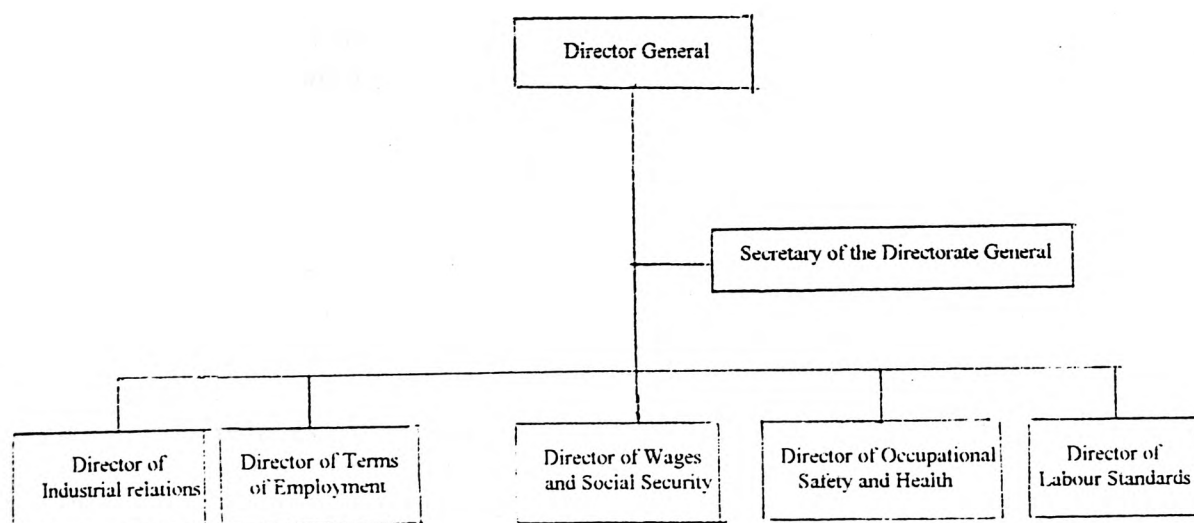 Director General
Secretary of the Directorate General
Director of
Industrial relations
Director of Terms
of Employment
Director of Wages
and Social Security
Director of Occupational
Safety and Health
Director of
Labour Standards